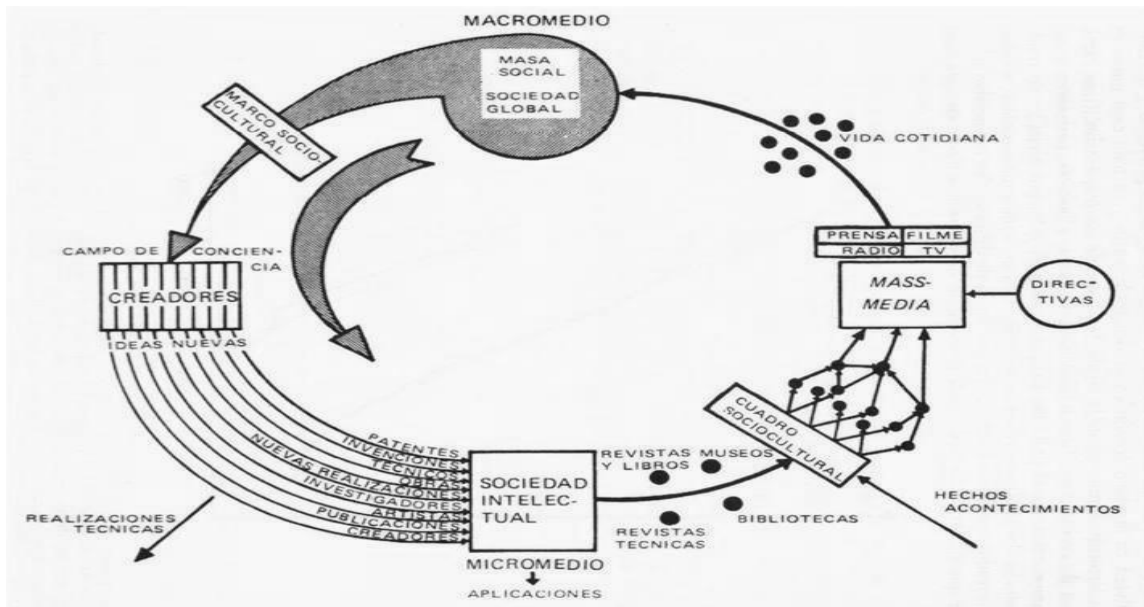 MACROMEDIO
MASA
SOCIAL
SOCIEDAD
GLOBAL
MARCO SOCIO-
CULTURAL
VIDA COTIDIANA
PRENSA FILME
RADIO TV
MASS-
MEDIA
DIREC-
TIVAS
CAMPO DE CONCIEN-
CIA
CREADORES
IDEAS NUEVAS
PATENTES
INVENCIONES
TECNICOS
OBRAS
NUEVAS REALIZACIONES
INVESTIGADORES
ARTISTAS
PUBLICACIONES
CREADORES
REALIZACIONES
TECNICAS
SOCIEDAD
INTELEC-
TUAL
MICROMEDIO
APLICACIONES
REVISTAS MUSEOS
Y LIBROS
REVISTAS
TECNICAS
BIBLIOTECAS
CUADRO
SOCIOCULTURAL
HECHOS
ACONTECIMIENTOS